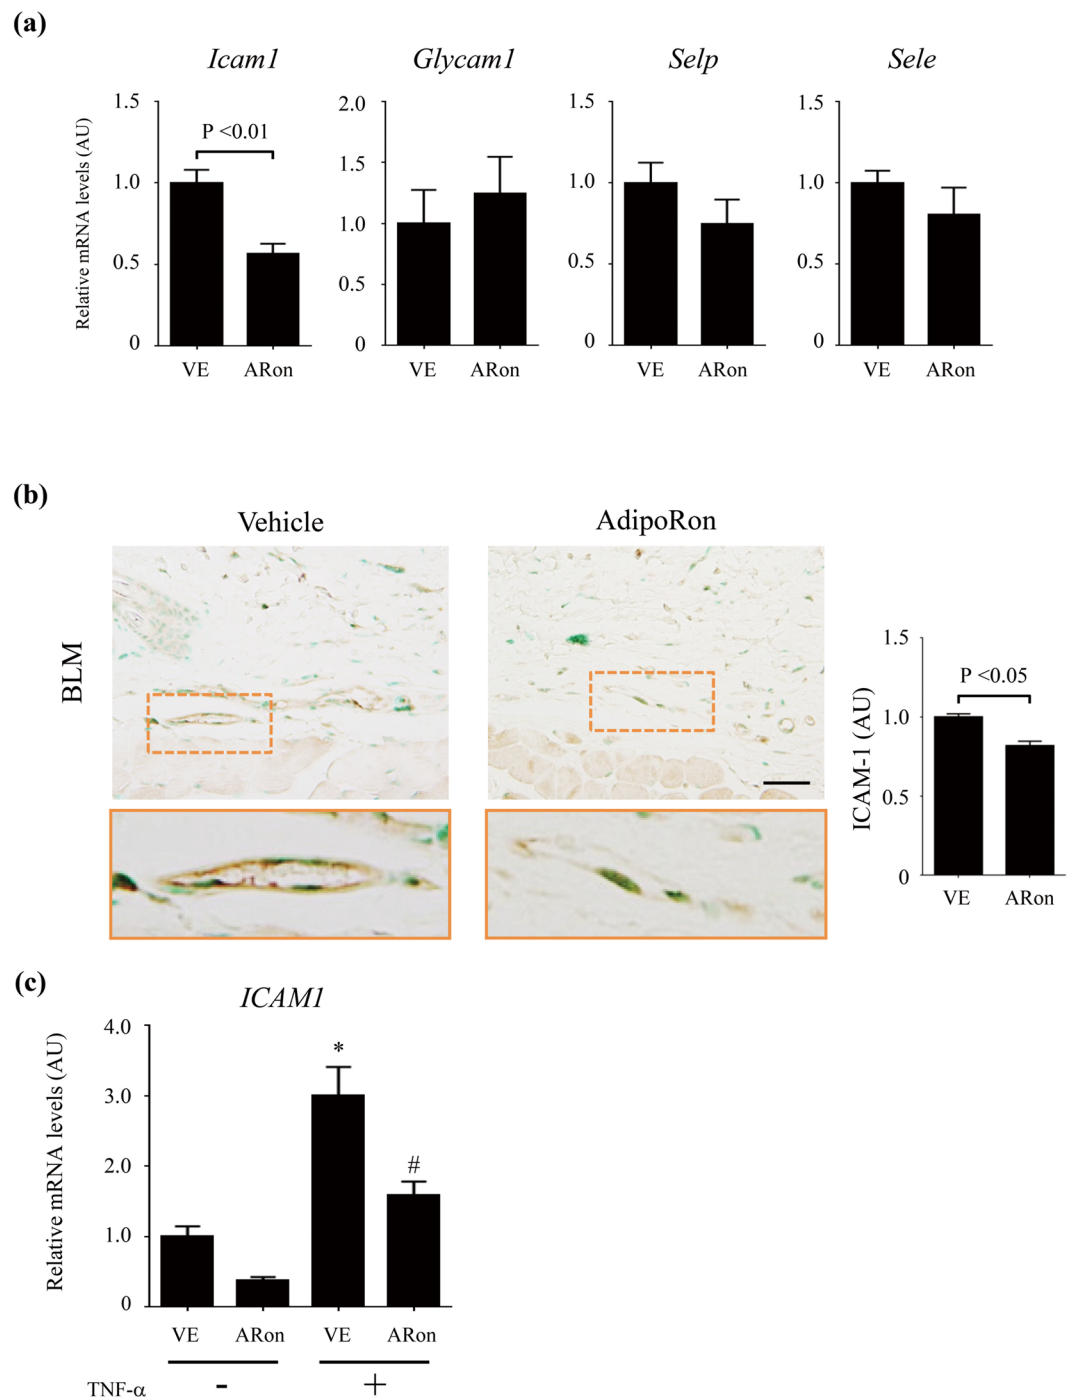 (a)
Icam1
Glycam1
Selp
Sele
Relative mRNA levels (AU)
1.5
1.0
0.5
0
P <0.01
VE ARon
2.0
1.5
1.0
0.5
0
VE ARon
1.5
1.0
0.5
0
VE ARon
1.5
1.0
0.5
0
VE ARon
(b)
Vehicle
AdipoRon
BLM
ICAM-1 (AU)
1.5
1.0
0.5
0
P <0.05
VE ARon
(c)
ICAM1
Relative mRNA levels (AU)
4.0
3.0
2.0
1.0
0
*
#
VE ARon VE ARon
TNF-α - +